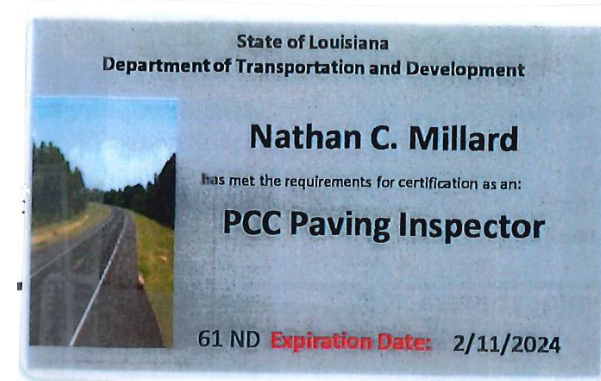 State of Louisiana
Department of Transportation and Development
Nathan C. Millard
has met the requirements for certification as an:
PCC Paving Inspector
61 ND Expiration Date: 2/11/2024